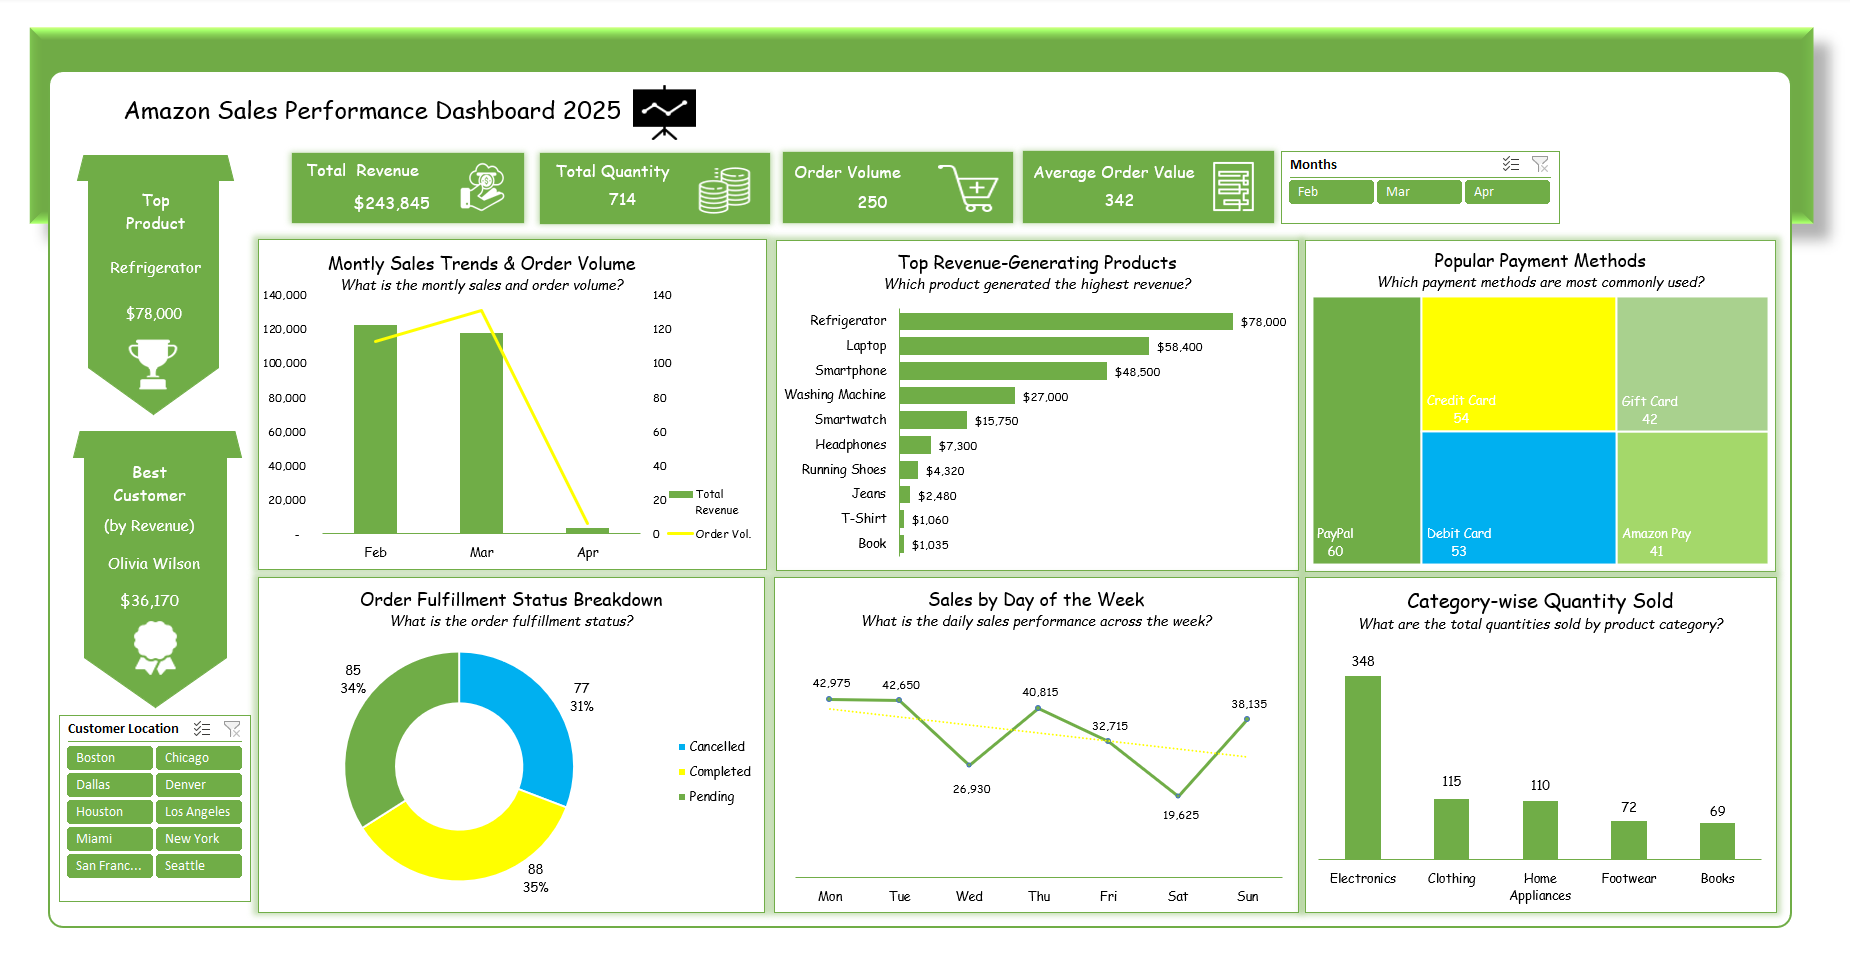 Amazon Sales Performance Dashboard 2025
Top
Product
Refrigerator
$78,000
Best
Customer
(by Revenue)
Olivia Wilson
$36,170
Customer Location
Boston
Chicago
Dallas
Denver
Houston
Los Angeles
Miami
New York
San Franc...
Seattle
Total Revenue
$243,845
Total Quantity
714
Order Volume
250
Average Order Value
342
Months
Feb
Mar
Apr
Montly Sales Trends & Order Volume
What is the montly sales and order volume?
140,000
120,000
100,000
80,000
60,000
40,000
20,000
-
140
120
100
80
60
40
20
0
Feb
Mar
Apr
Total
Revenue
Order Vol.
Top Revenue-Generating Products
Which product generated the highest revenue?
Refrigerator $78,000
Laptop $58,400
Smartphone $48,500
Washing Machine $27,000
Smartwatch $15,750
Headphones $7,300
Running Shoes $4,320
Jeans $2,480
T-Shirt $1,060
Book $1,035
Popular Payment Methods
Which payment methods are most commonly used?
PayPal
60
Credit Card
54
Debit Card
53
Gift Card
42
Amazon Pay
41
Order Fulfillment Status Breakdown
What is the order fulfillment status?
85
34%
77
31%
88
35%
Cancelled
Completed
Pending
Sales by Day of the Week
What is the daily sales performance across the week?
42,975
42,650
26,930
40,815
32,715
19,625
38,135
Mon
Tue
Wed
Thu
Fri
Sat
Sun
Category-wise Quantity Sold
What are the total quantities sold by product category?
348
115
110
72
69
Electronics
Clothing
Home
Appliances
Footwear
Books